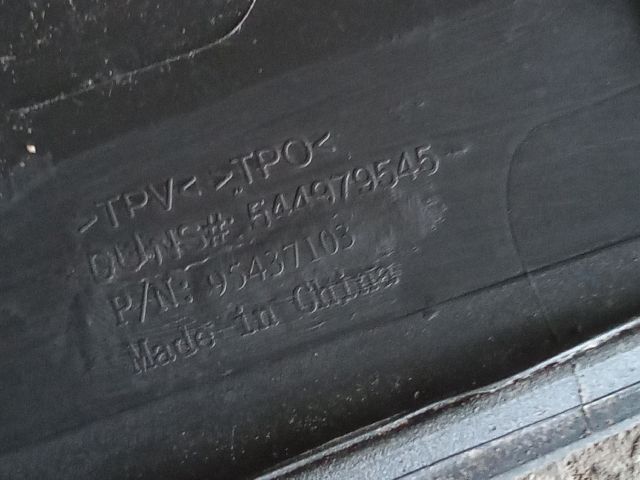 >TPV< >TPO<
DUNS#: 544979545
P/N: 95437103
Made in China